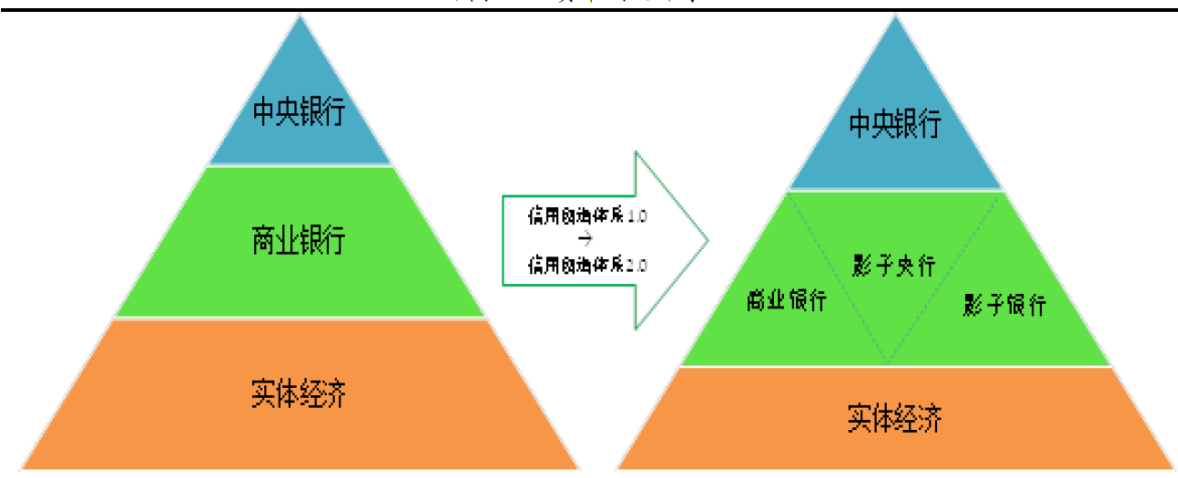 中央银行
商业银行
实体经济
信用创造体系1.0
→
信用创造体系2.0
中央银行
影子央行
商业银行
影子银行
实体经济